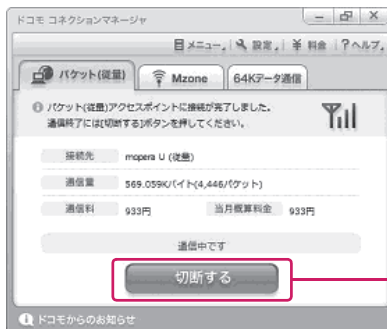 ドコモ コネクションマネージャ
メニュー 設定 ¥ 料金 ?ヘルプ
パケット(従量) Mzone 64Kデータ通信
パケット(従量)アクセスポイントに接続が完了しました。
通信終了には[切断する]ボタンを押してください。
接続先 mopera U (従量)
通信量 569.059Kバイト(4,446パケット)
通信料 933円 当月概算料金 933円
通信中です
切断する
ドコモからのお知らせ